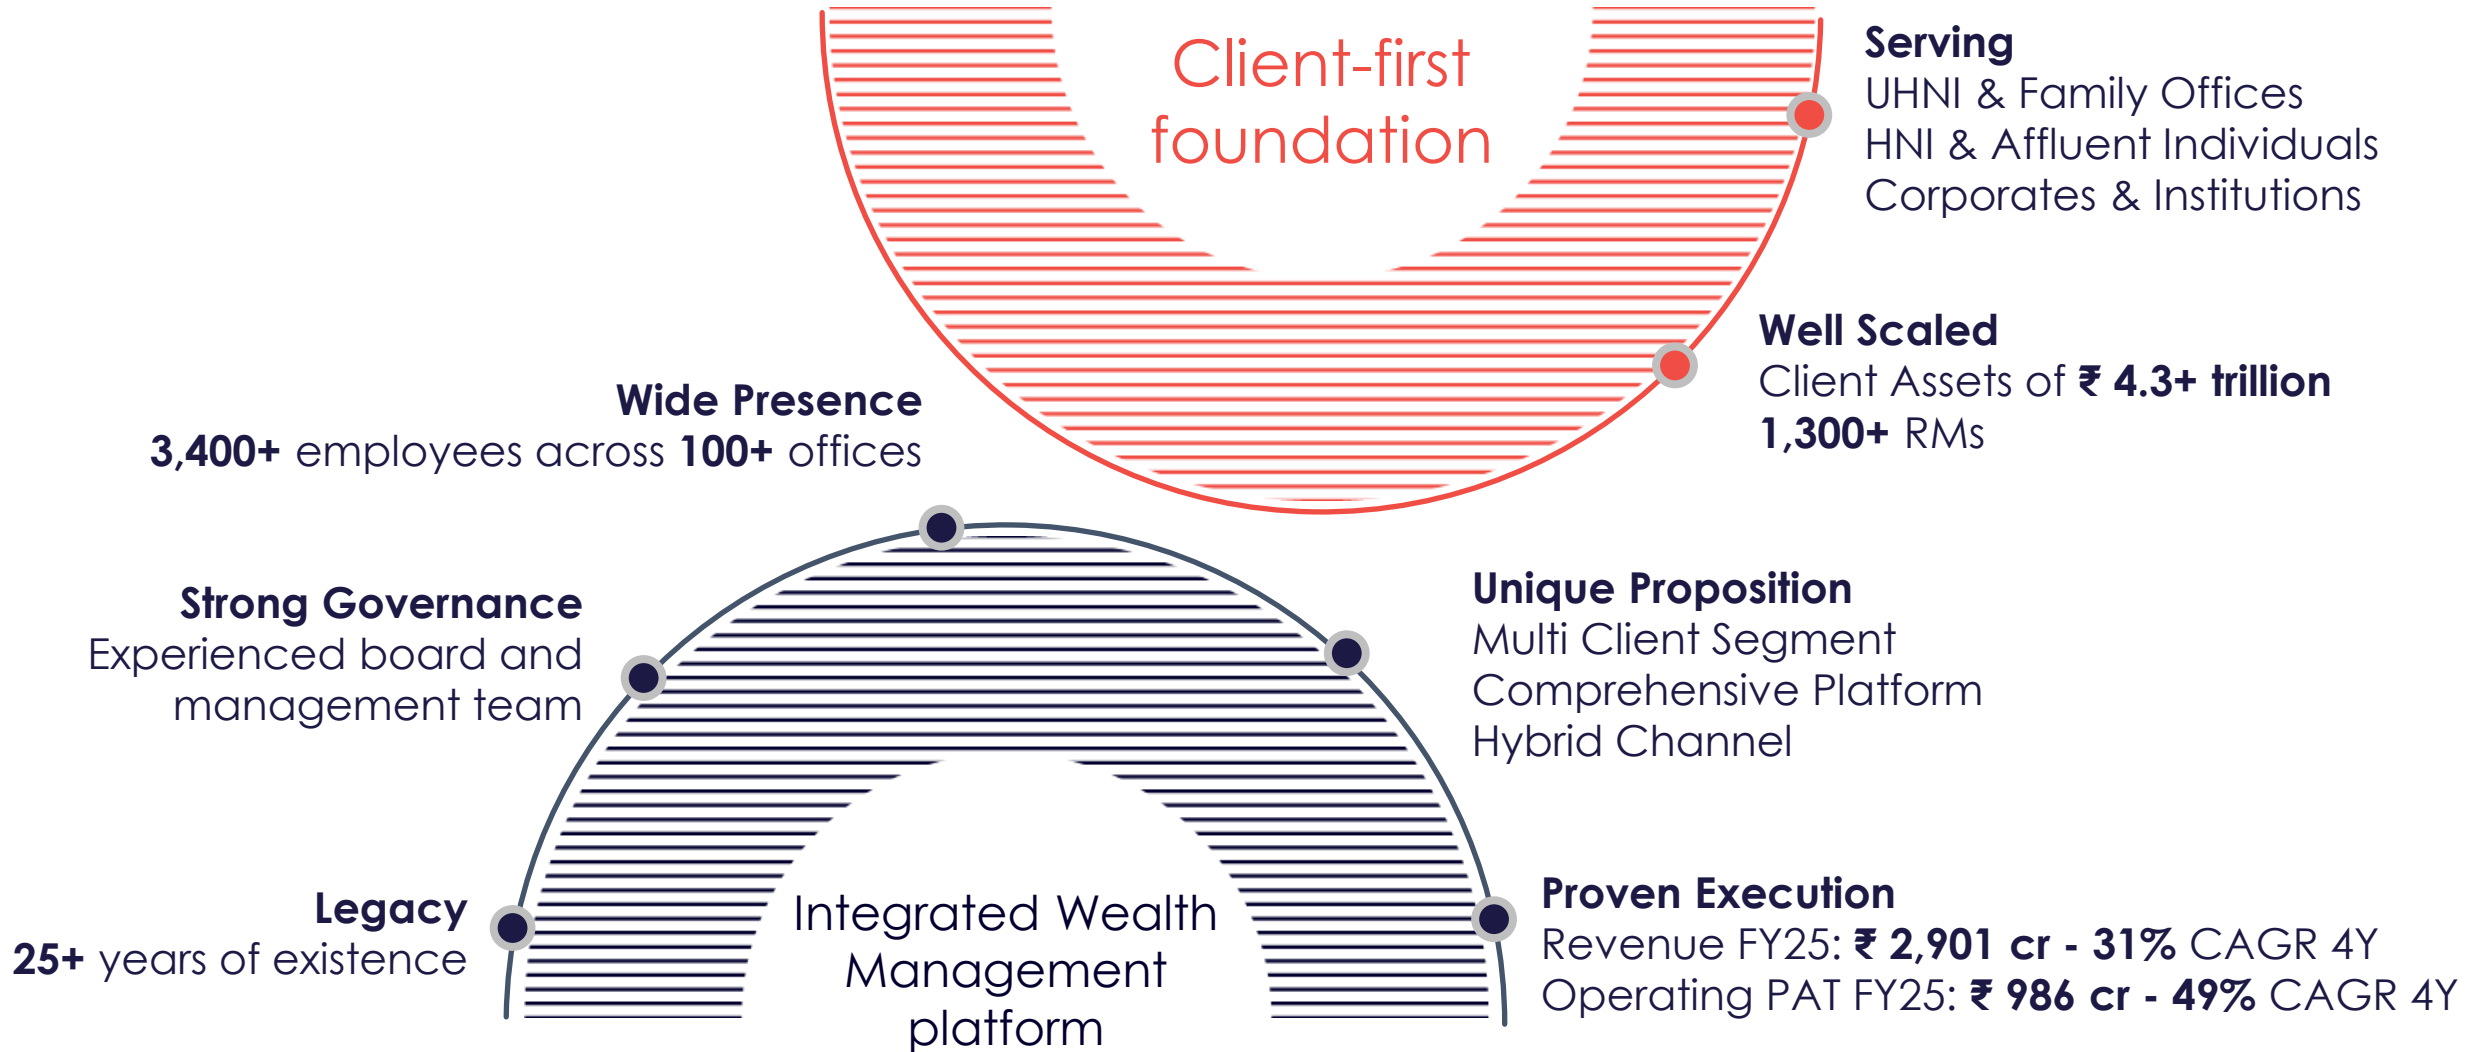 Client-first
foundation
Serving
UHNI & Family Offices
HNI & Affluent Individuals
Corporates & Institutions
Well Scaled
Client Assets of ₹ 4.3+ trillion
1,300+ RMs
Wide Presence
3,400+ employees across 100+ offices
Strong Governance
Experienced board and
management team
Legacy
25+ years of existence
Integrated Wealth
Management
platform
Unique Proposition
Multi Client Segment
Comprehensive Platform
Hybrid Channel
Proven Execution
Revenue FY25: ₹ 2,901 cr - 31% CAGR 4Y
Operating PAT FY25: ₹ 986 cr - 49% CAGR 4Y